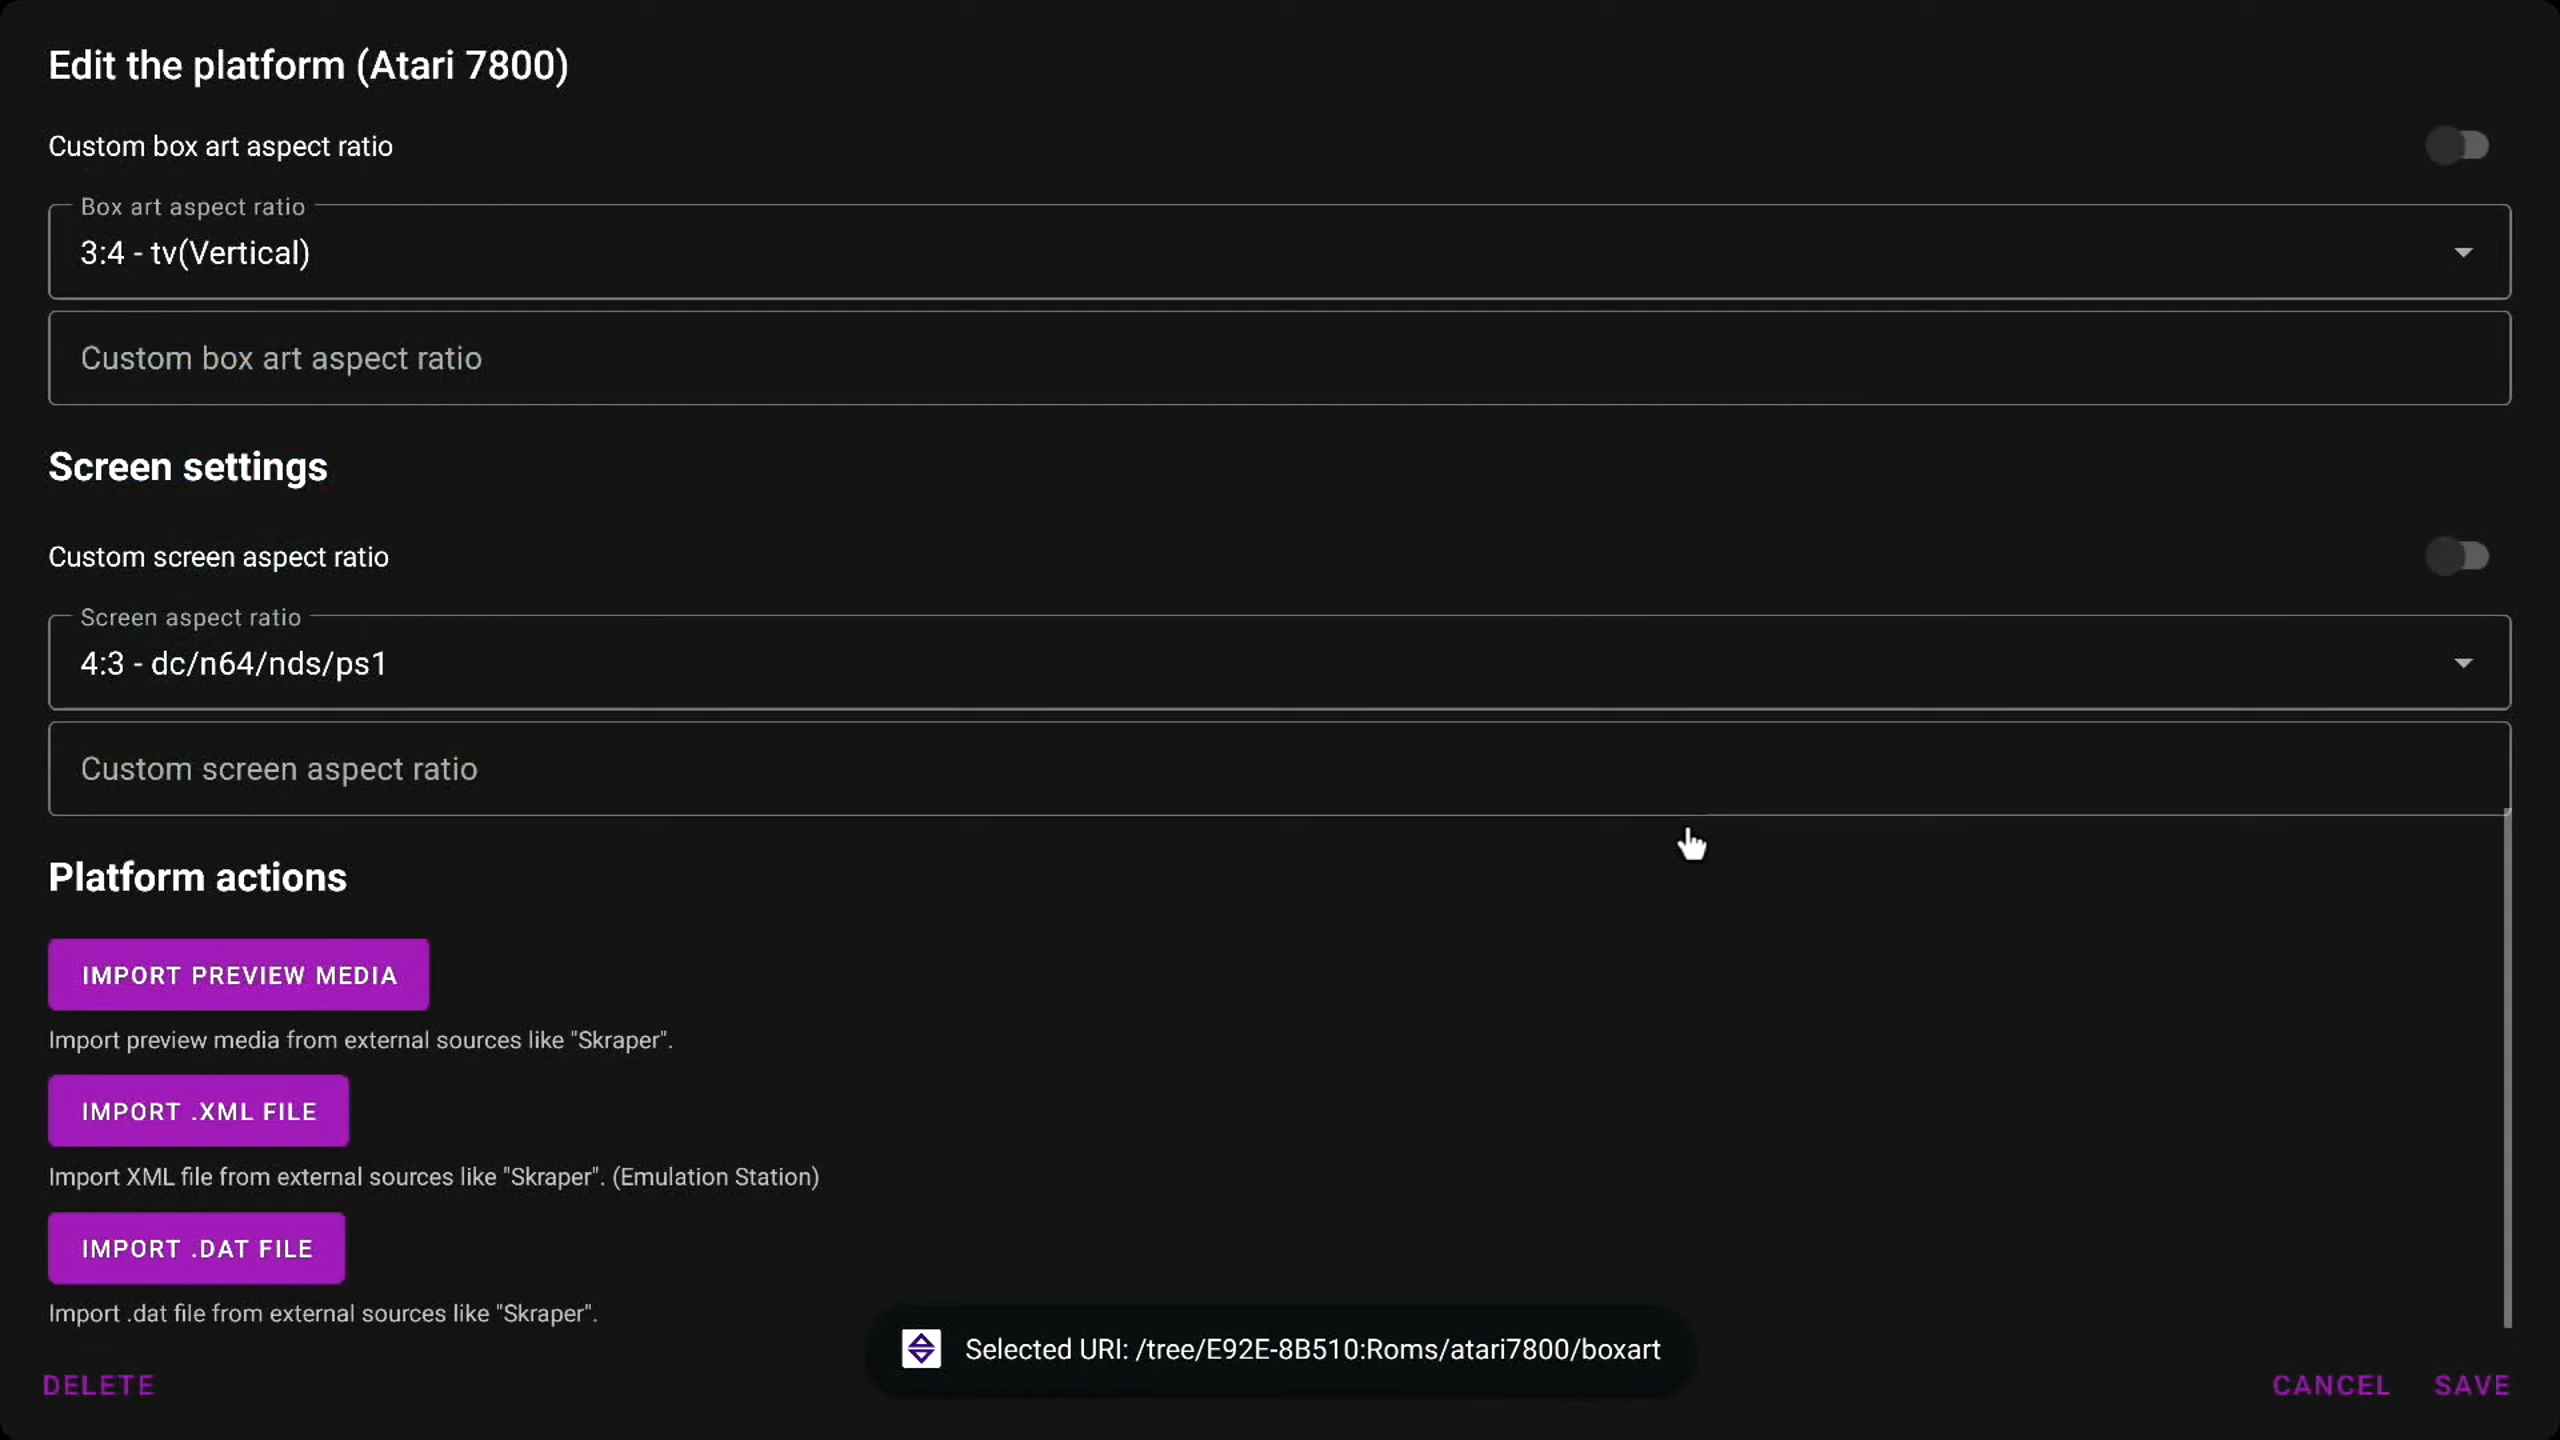 Edit the platform (Atari 7800)
Custom box art aspect ratio
Box art aspect ratio
3:4 - tv(Vertical)
Custom box art aspect ratio
Screen settings
Custom screen aspect ratio
Screen aspect ratio
4:3 - dc/n64/nds/ps1
Custom screen aspect ratio
Platform actions
IMPORT PREVIEW MEDIA
Import preview media from external sources like "Skraper".
IMPORT .XML FILE
Import XML file from external sources like "Skraper". (Emulation Station)
IMPORT .DAT FILE
Import .dat file from external sources like "Skraper".
Selected URI: /tree/E92E-8B510:Roms/atari7800/boxart
DELETE
CANCEL
SAVE